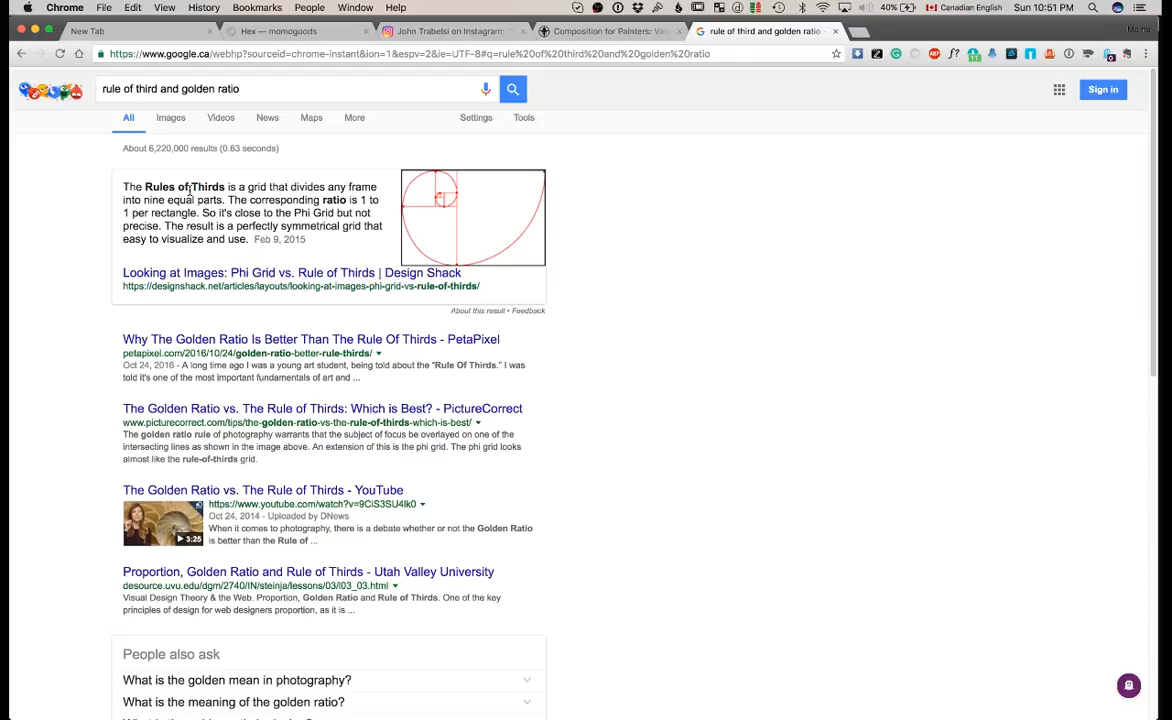 Chrome File Edit View History Bookmarks People Window Help 40% Canadian English Sun 10:51 PM
New Tab
Hex — momogoods
John Trabelsi on Instagram:
Composition for Painters: Valu
rule of third and golden ratio
Momo
https://www.google.ca/webhp?sourceid=chrome-instant&ion=1&espv=2&ie=UTF-8#q=rule%20of%20third%20and%20golden%20ratio
rule of third and golden ratio
Sign in
All Images Videos News Maps More Settings Tools
About 6,220,000 results (0.63 seconds)
The Rules of Thirds is a grid that divides any frame
into nine equal parts. The corresponding ratio is 1 to
1 per rectangle. So it's close to the Phi Grid but not
precise. The result is a perfectly symmetrical grid that
easy to visualize and use. Feb 9, 2015
Looking at Images: Phi Grid vs. Rule of Thirds | Design Shack
https://designshack.net/articles/layouts/looking-at-images-phi-grid-vs-rule-of-thirds/
About this result • Feedback
Why The Golden Ratio Is Better Than The Rule Of Thirds - PetaPixel
petapixel.com/2016/10/24/golden-ratio-better-rule-thirds/
Oct 24, 2016 - A long time ago I was a young art student, being told about the "Rule Of Thirds." I was
told it's one of the most important fundamentals of art and ...
The Golden Ratio vs. The Rule of Thirds: Which is Best? - PictureCorrect
www.picturecorrect.com/tips/the-golden-ratio-vs-the-rule-of-thirds-which-is-best/
The golden ratio rule of photography warrants that the subject of focus be overlayed on one of the
intersecting lines as shown in the image above. An extension of this is the phi grid. The phi grid looks
almost like the rule-of-thirds grid.
The Golden Ratio vs. The Rule of Thirds - YouTube
https://www.youtube.com/watch?v=9CiS3SU4lk0
Oct 24, 2014 - Uploaded by DNews
When it comes to photography, there is a debate whether or not the Golden Ratio
is better than the Rule of ...
3:25
Proportion, Golden Ratio and Rule of Thirds - Utah Valley University
desource.uvu.edu/dgm/2740/IN/steinja/lessons/03/l03_03.html
Visual Design Theory & the Web. Proportion, Golden Ratio and Rule of Thirds. One of the key
principles of design for web designers proportion, as it is ...
People also ask
What is the golden mean in photography?
What is the meaning of the golden ratio?